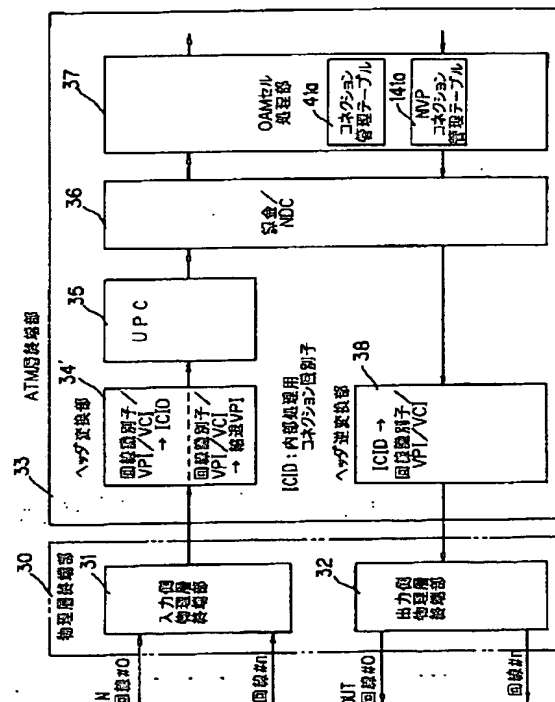 ATM層終端部
33
30
物理層終端部
31
入力側
物理層
終端部
IN
回線#0
回線#n
34'
ヘッダ変換部
回線識別子/
VPI/VCI
→ ICID
回線識別子/
VPI/VCI
→ 縮退VPI
35
UPC
36
課金/
NDC
37
OAMセル
処理部
41a
コネクション
管理テーブル
141a
NVP
コネクション
管理テーブル
ICID:内部処理用
コネクション識別子
38
ヘッダ逆変換部
ICID →
回線識別子/
VPI/VCI
32
出力側
物理層
終端部
OUT
回線#0
回線#n